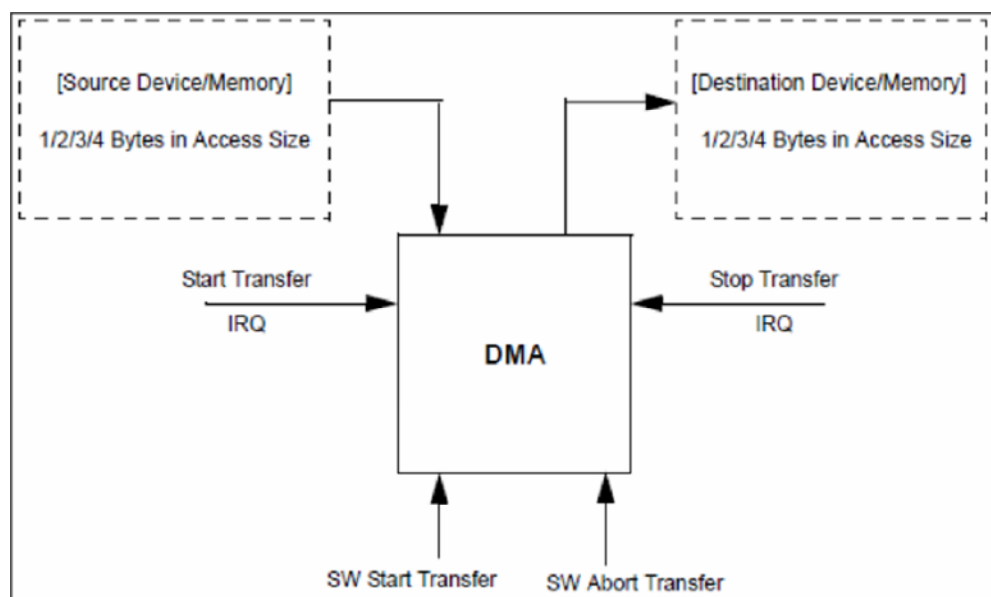 [Source Device/Memory]
1/2/3/4 Bytes in Access Size
[Destination Device/Memory]
1/2/3/4 Bytes in Access Size
Start Transfer
IRQ
Stop Transfer
IRQ
DMA
SW Start Transfer
SW Abort Transfer